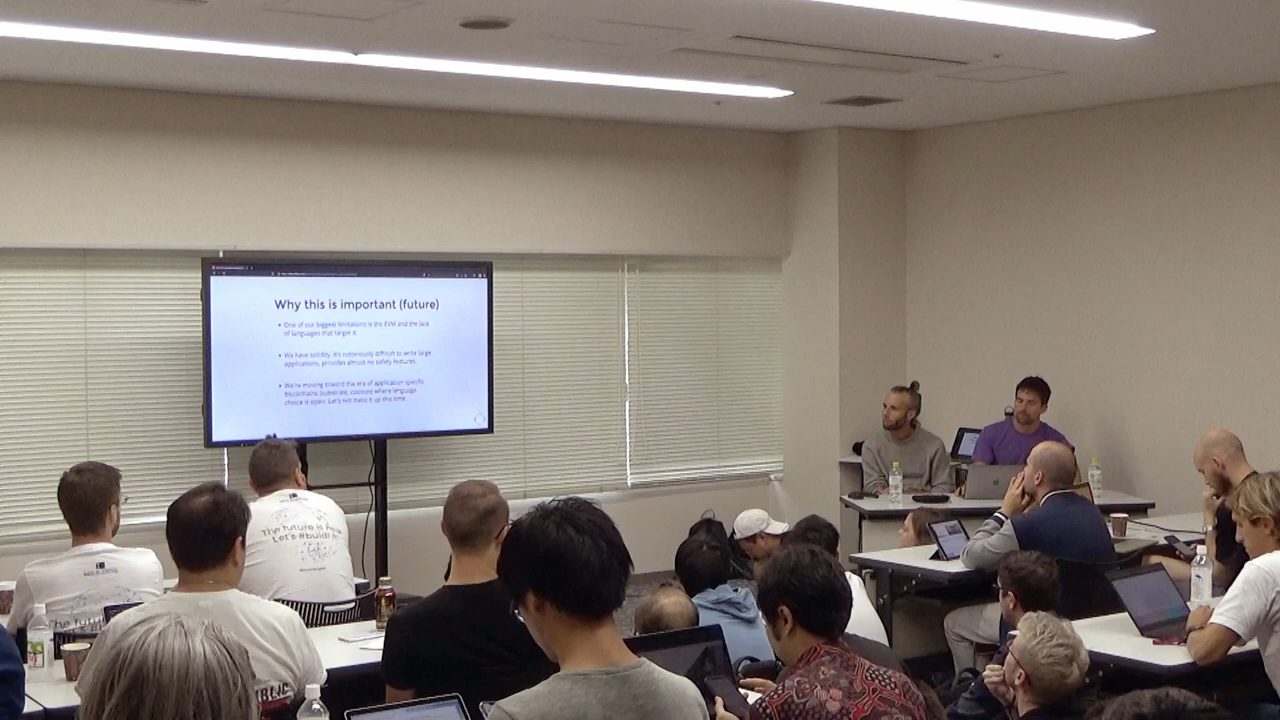 Why this is important (future)
• One of our biggest limitations is the EVM and the lack
of languages that target it.
• We have solidity. It's notoriously difficult to write large
applications, provides almost no safety features.
• We're moving toward the era of application specific
blockchains (substrate, cosmos) where language
choice is open. Let's not mess it up this time.
The future is
Let's #build
The fu